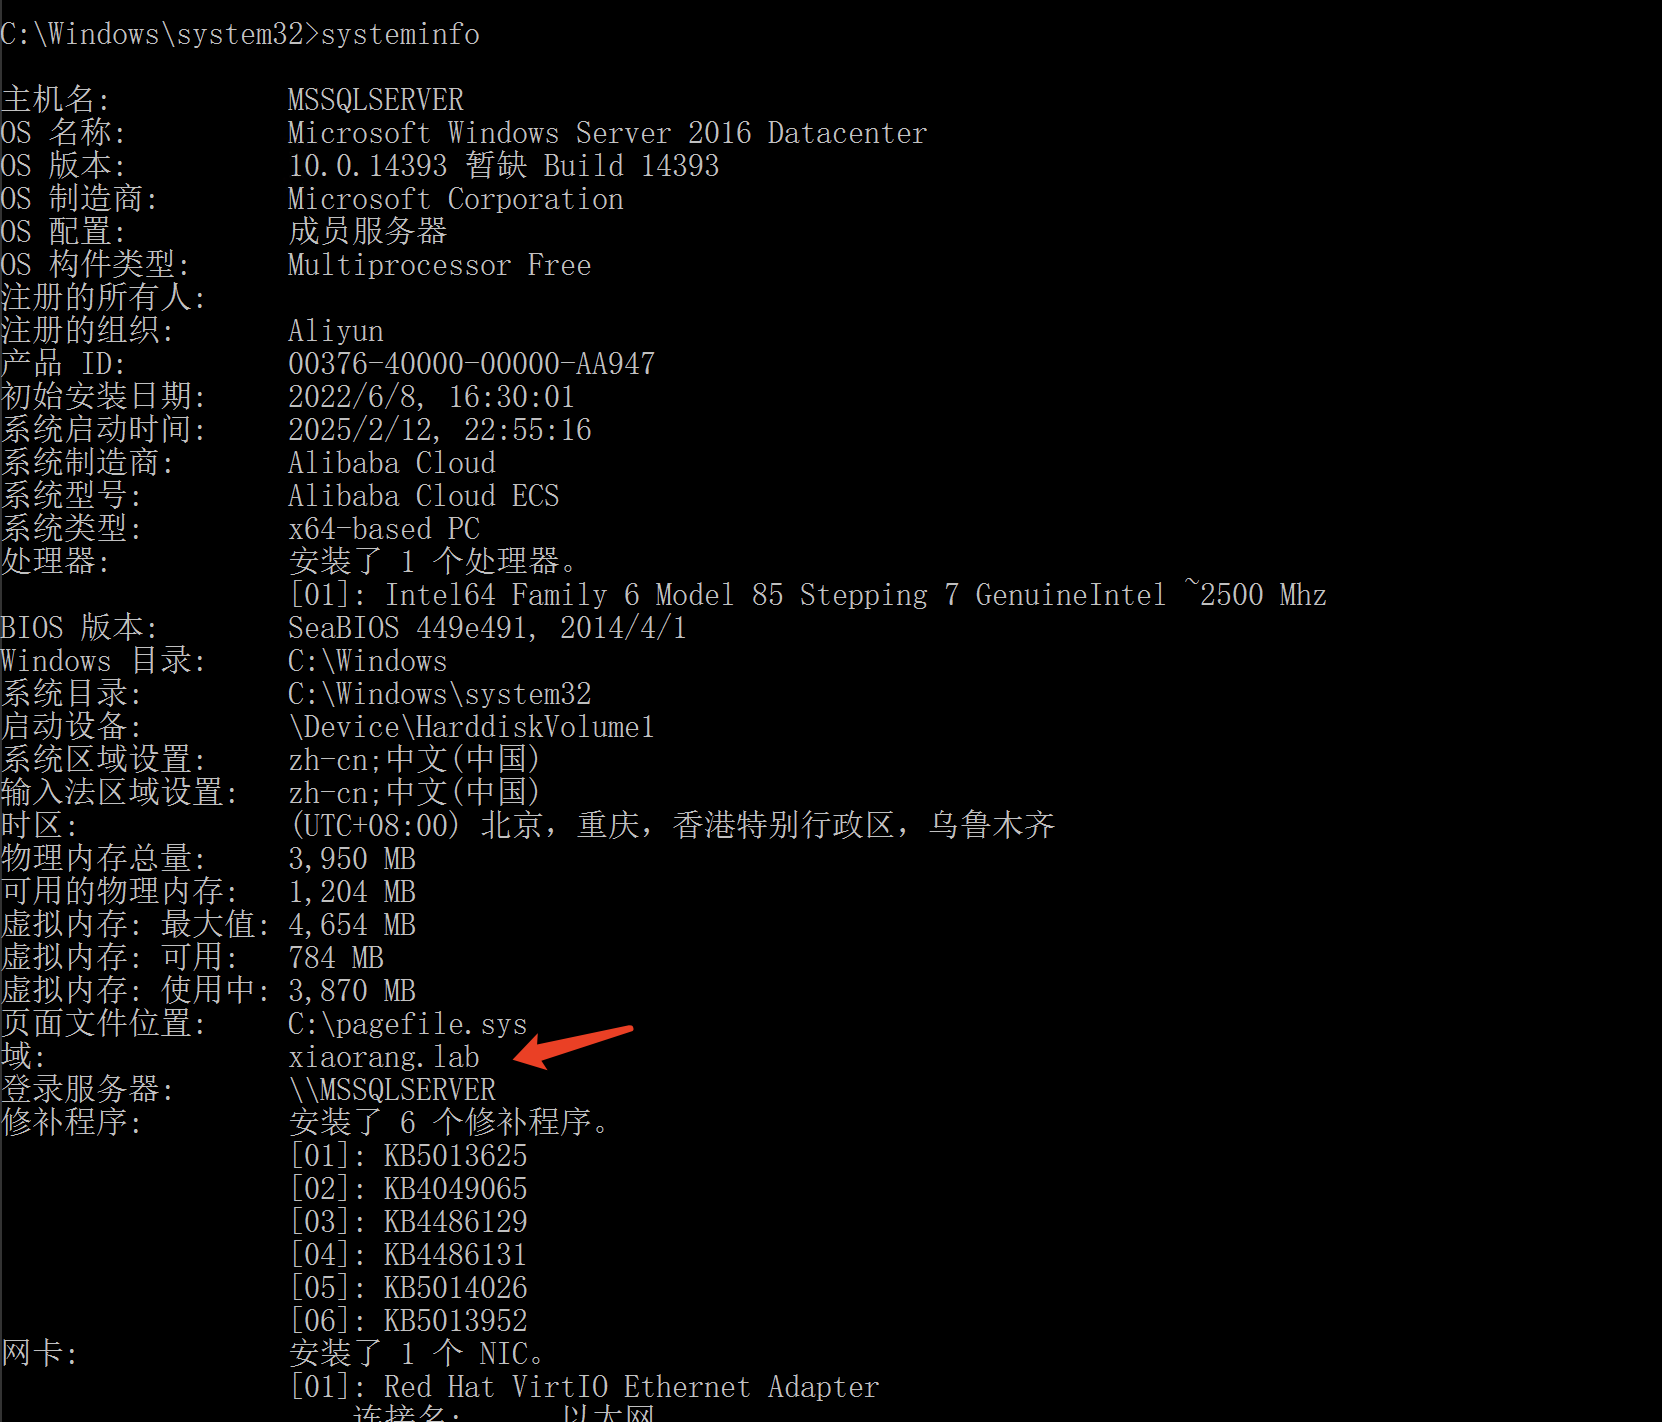 C:\Windows\system32>systeminfo
主机名: MSSQLSERVER
OS 名称: Microsoft Windows Server 2016 Datacenter
OS 版本: 10.0.14393 暂缺 Build 14393
OS 制造商: Microsoft Corporation
OS 配置: 成员服务器
OS 构件类型: Multiprocessor Free
注册的所有人:
注册的组织: Aliyun
产品 ID: 00376-40000-00000-AA947
初始安装日期: 2022/6/8, 16:30:01
系统启动时间: 2025/2/12, 22:55:16
系统制造商: Alibaba Cloud
系统型号: Alibaba Cloud ECS
系统类型: x64-based PC
处理器: 安装了 1 个处理器。
[01]: Intel64 Family 6 Model 85 Stepping 7 GenuineIntel ~2500 Mhz
BIOS 版本: SeaBIOS 449e491, 2014/4/1
Windows 目录: C:\Windows
系统目录: C:\Windows\system32
启动设备: \Device\HarddiskVolume1
系统区域设置: zh-cn;中文(中国)
输入法区域设置: zh-cn;中文(中国)
时区: (UTC+08:00) 北京，重庆，香港特别行政区，乌鲁木齐
物理内存总量: 3,950 MB
可用的物理内存: 1,204 MB
虚拟内存: 最大值: 4,654 MB
虚拟内存: 可用: 784 MB
虚拟内存: 使用中: 3,870 MB
页面文件位置: C:\pagefile.sys
域: xiaorang.lab
登录服务器: \\MSSQLSERVER
修补程序: 安装了 6 个修补程序。
[01]: KB5013625
[02]: KB4049065
[03]: KB4486129
[04]: KB4486131
[05]: KB5014026
[06]: KB5013952
网卡: 安装了 1 个 NIC。
[01]: Red Hat VirtIO Ethernet Adapter
连接名: 以太网